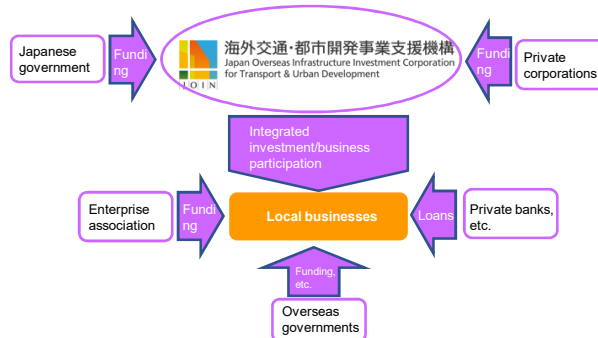 Japanese
government
Fundi
ng
JOIN
海外交通・都市開発事業支援機構
Japan Overseas Infrastructure Investment Corporation
for Transport & Urban Development
Fundi
ng
Private
corporations
Integrated
investment/business
participation
Enterprise
association
Fundi
ng
Local businesses
Loans
Private banks,
etc.
Funding,
etc.
Overseas
governments